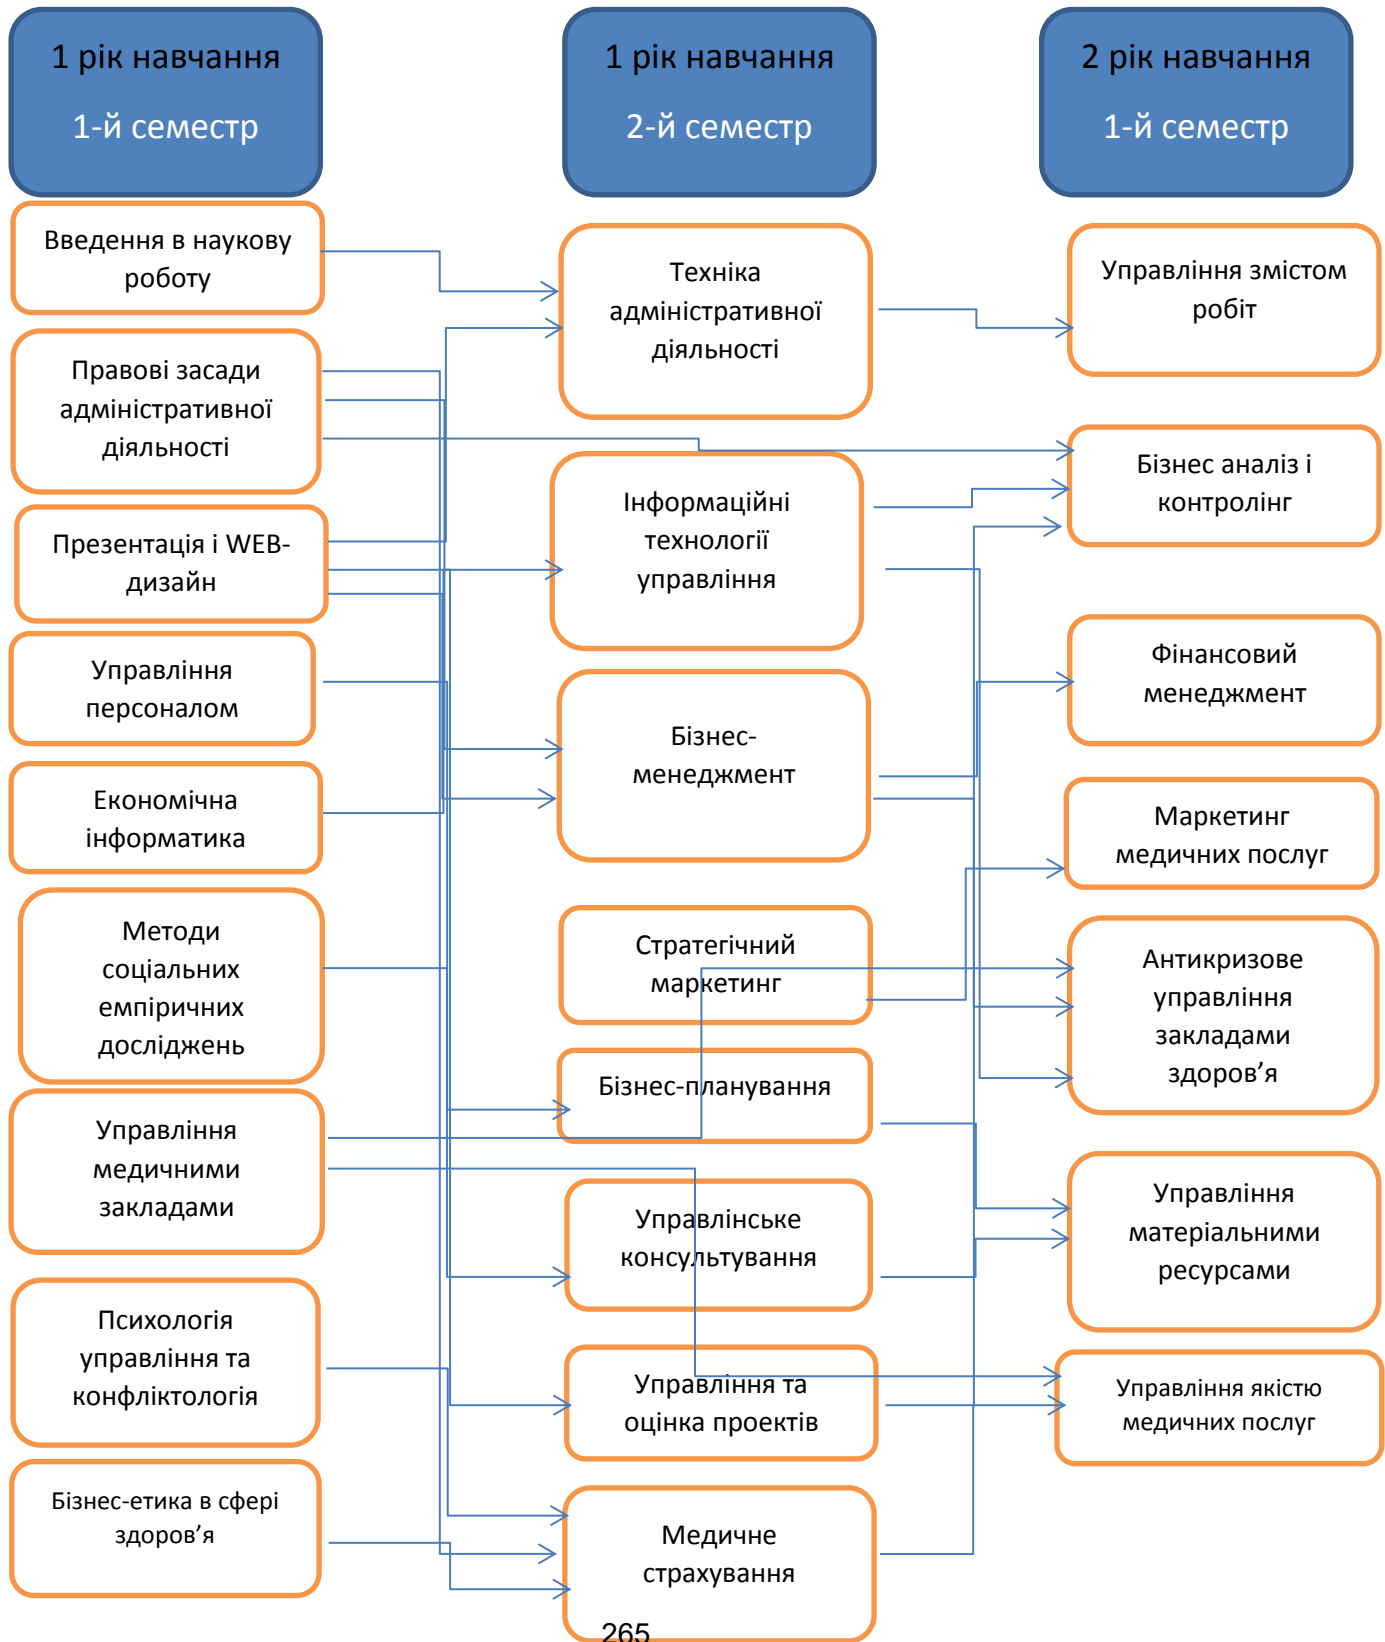 1 рік навчання
1-й семестр
1 рік навчання
2-й семестр
2 рік навчання
1-й семестр
Введення в наукову
роботу
Правові засади
адміністративної
діяльності
Презентація і WEB-
дизайн
Управління
персоналом
Економічна
інформатика
Методи
соціальних
емпіричних
досліджень
Управління
медичними
закладами
Психологія
управління та
конфліктологія
Бізнес-етика в сфері
здоров’я
Техніка
адміністративної
діяльності
Інформаційні
технології
управління
Бізнес-
менеджмент
Стратегічний
маркетинг
Бізнес-планування
Управлінське
консультування
Управління та
оцінка проектів
Медичне
страхування
Управління змістом
робіт
Бізнес аналіз і
контролінг
Фінансовий
менеджмент
Маркетинг
медичних послуг
Антикризове
управління
закладами
здоров’я
Управління
матеріальними
ресурсами
Управління якістю
медичних послуг
265